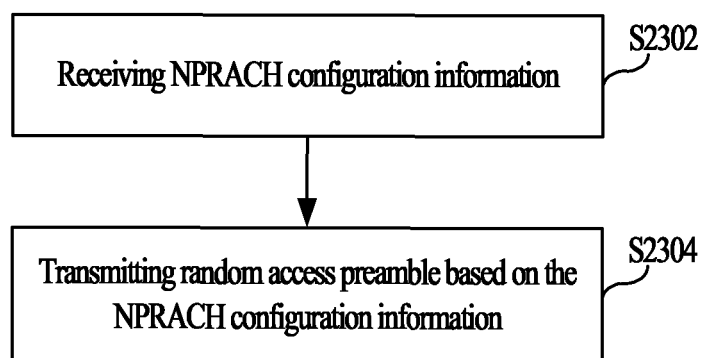 S2302
Receiving NPRACH configuration information
S2304
Transmitting random access preamble based on the
NPRACH configuration information